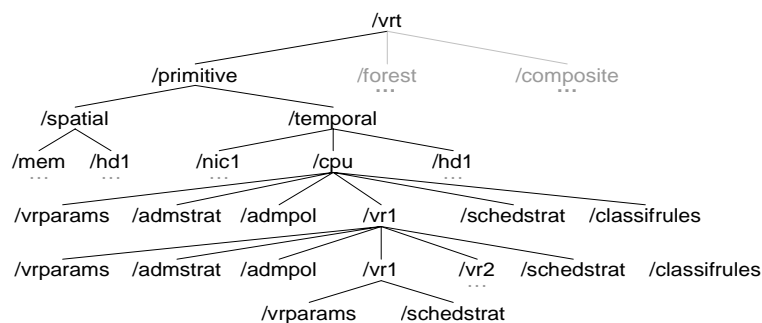 /vrt
/primitive /forest /composite
... ...
/spatial /temporal
/mem /hd1 /nic1 /cpu /hd1
... ... ... ...
/vrparams /admstrat /admpol /vr1 /schedstrat /classifrules
/vrparams /admstrat /admpol /vr1 /vr2 /schedstrat /classifrules
...
/vrparams /schedstrat